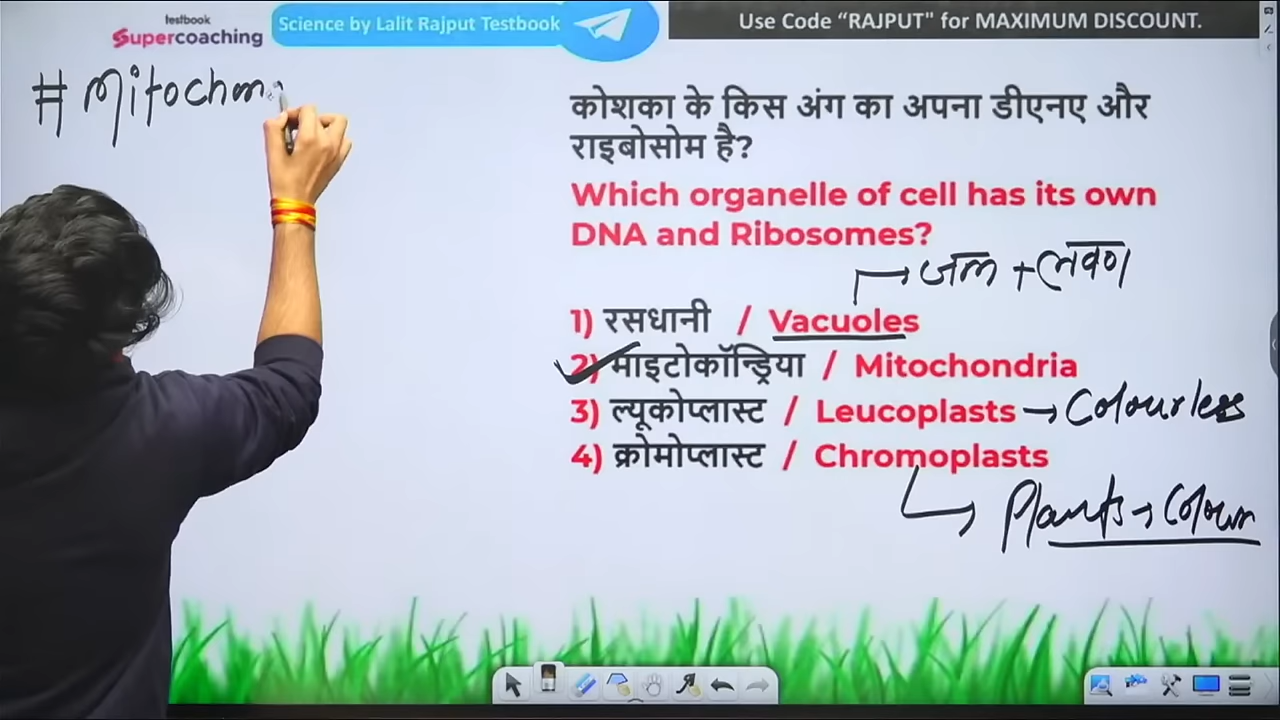 testbook
Supercoaching
Science by Lalit Rajput Testbook
Use Code “RAJPUT" for MAXIMUM DISCOUNT.
#Mitochon
कोशका के किस अंग का अपना डीएनए और
राइबोसोम है?
Which organelle of cell has its own
DNA and Ribosomes?
→ जल + लवण
1) रसधानी / Vacuoles
2) माइटोकॉन्ड्रिया / Mitochondria
3) ल्यूकोप्लास्ट / Leucoplasts → Colourless
4) क्रोमोप्लास्ट / Chromoplasts
→ Plants → Colour